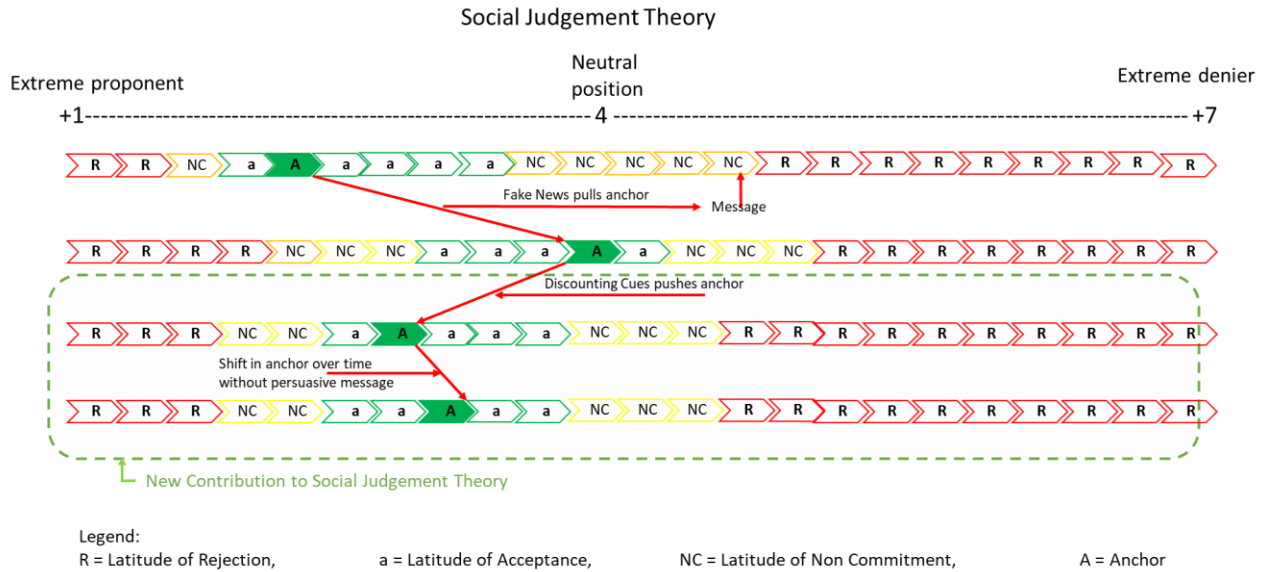 Social Judgement Theory
Extreme proponent
Neutral
position
Extreme denier
+1------------------------------------------------------- 4 -------------------------------------------------------- +7
R R NC a A a a a a NC NC NC NC NC R R R R R R R R R
Fake News pulls anchor
Message
R R R R NC NC NC a a a A a NC NC NC R R R R R R R R
Discounting Cues pushes anchor
R R R NC NC a A a a a NC NC NC R R R R R R R R R R
Shift in anchor over time
without persuasive message
R R R NC NC a a A a a NC NC NC R R R R R R R R R R
New Contribution to Social Judgement Theory
Legend:
R = Latitude of Rejection, a = Latitude of Acceptance, NC = Latitude of Non Commitment, A = Anchor